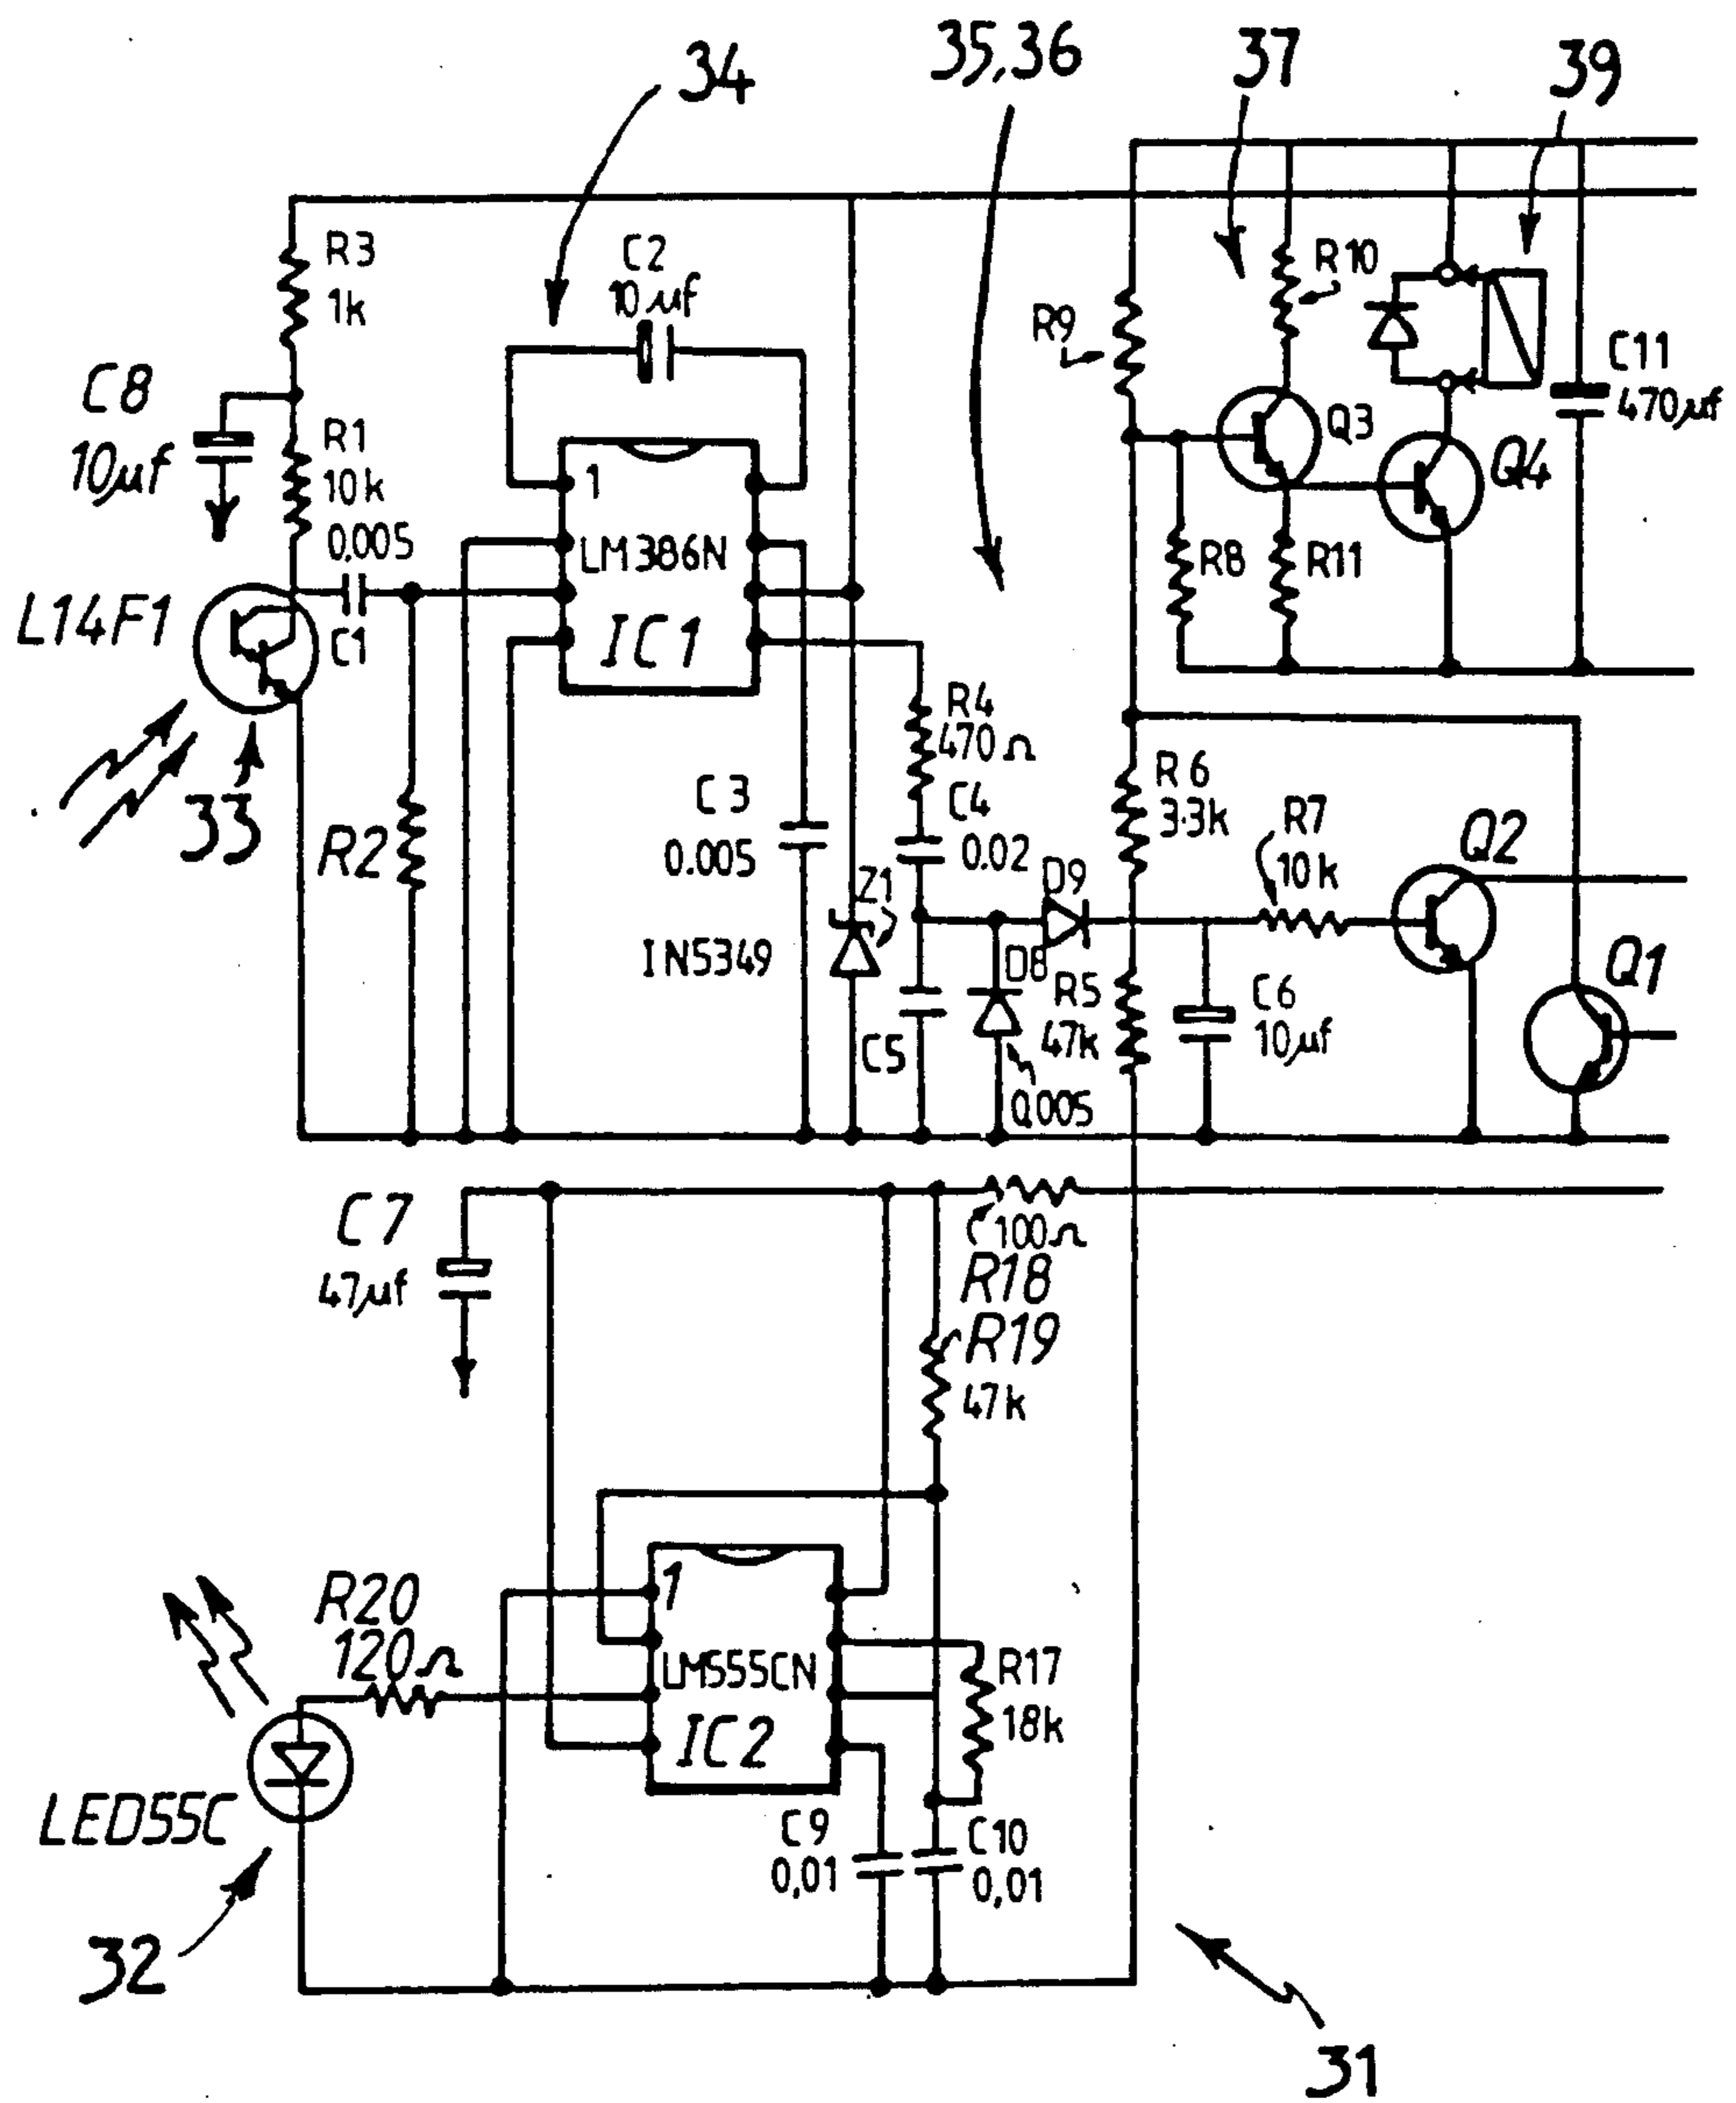 34
35,36
37
39
R3
1k
C2
10µf
R10
R9
C8
10µf
R1
10k
0,005
C11
470µf
Q3
Q4
1
LM386N
IC1
L14F1
C1
R8
R11
33
R4
470Ω
C3
0.005
C4
0.02
R6
3.3k
R7
10k
Q2
R2
Z1
D9
IN5349
D8
R5
47k
C6
10µf
Q1
C5
0.005
C7
47µf
100Ω
R18
R19
47k
R20
120Ω
1
LM555CN
IC2
R17
18k
LED55C
C9
0,01
C10
0,01
32
31